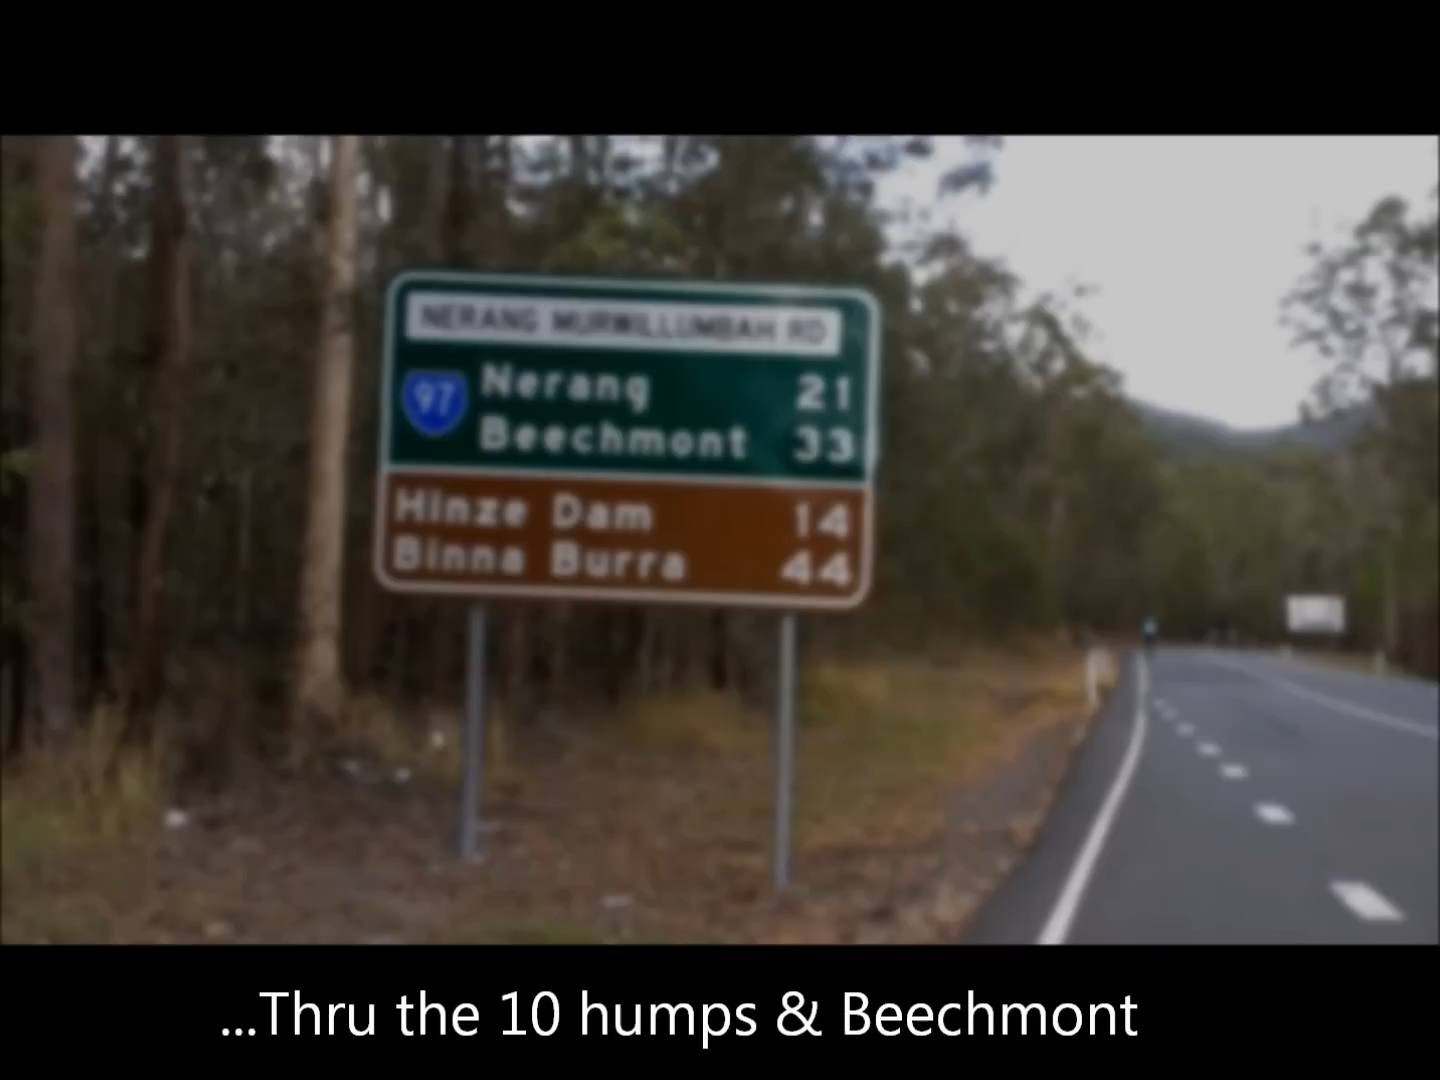 NERANG MURWILLUMBAH RD
97 Nerang 21
Beechmont 33
Hinze Dam 14
Binna Burra 44
...Thru the 10 humps & Beechmont